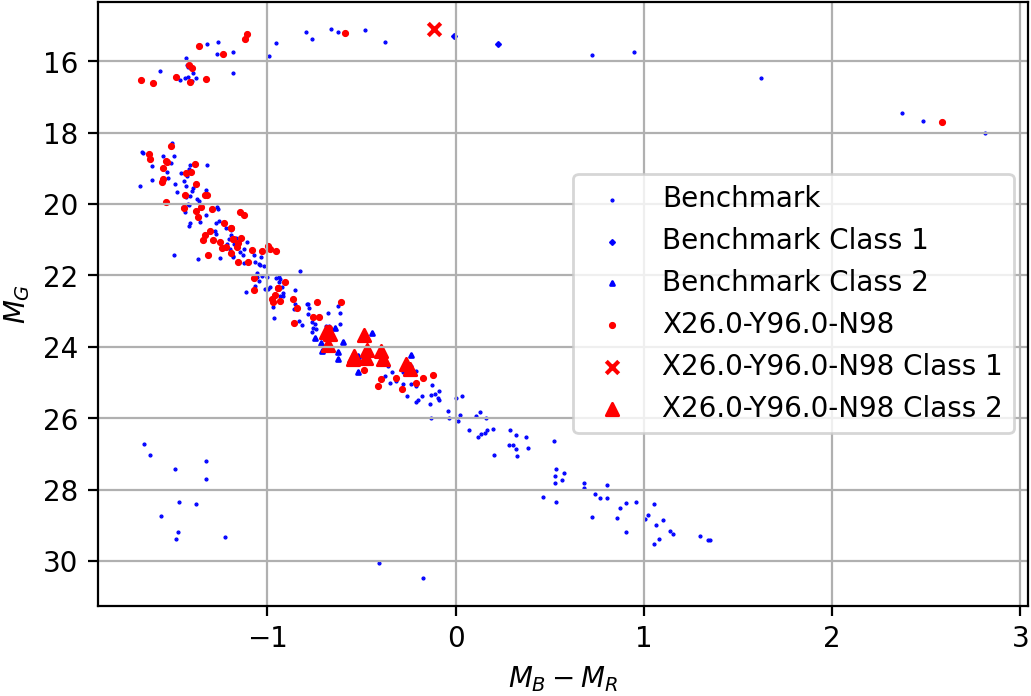 16
18
20
22
24
26
28
30
M_G
Benchmark
Benchmark Class 1
Benchmark Class 2
X26.0-Y96.0-N98
X26.0-Y96.0-N98 Class 1
X26.0-Y96.0-N98 Class 2
−1 0 1 2 3
M_B − M_R